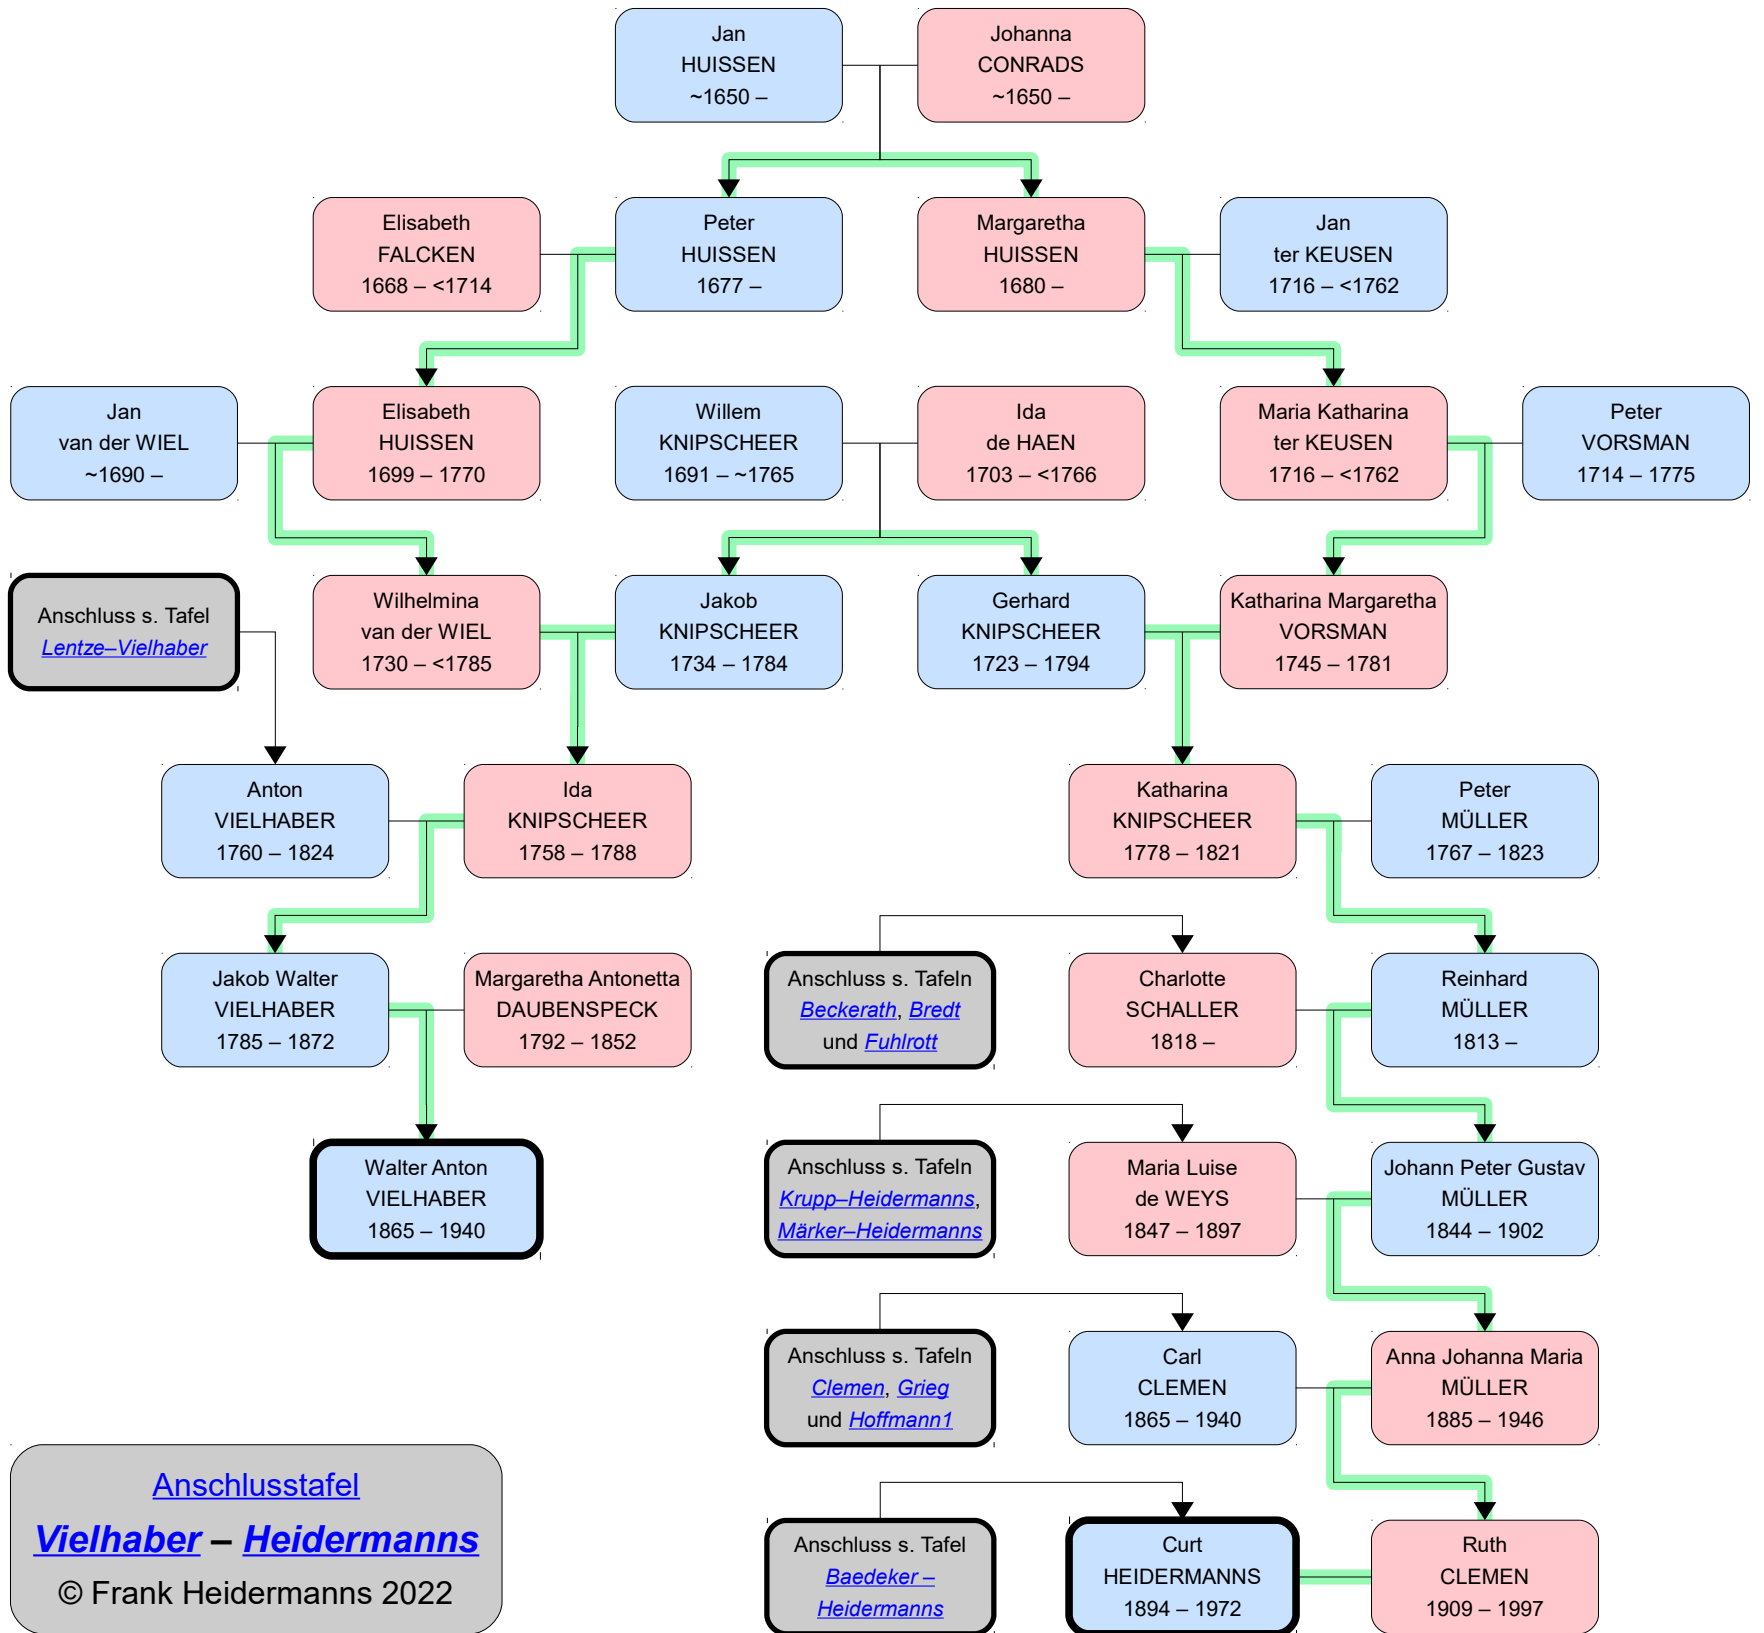 Jan
HUISSEN
~1650 –
Johanna
CONRADS
~1650 –
Elisabeth
FALCKEN
1668 – <1714
Peter
HUISSEN
1677 –
Margaretha
HUISSEN
1680 –
Jan
ter KEUSEN
1716 – <1762
Jan
van der WIEL
~1690 –
Elisabeth
HUISSEN
1699 – 1770
Willem
KNIPSCHEER
1691 – ~1765
Ida
de HAEN
1703 – <1766
Maria Katharina
ter KEUSEN
1716 – <1762
Peter
VORSMAN
1714 – 1775
Anschluss s. Tafel
Lentze–Vielhaber
Wilhelmina
van der WIEL
1730 – <1785
Jakob
KNIPSCHEER
1734 – 1784
Gerhard
KNIPSCHEER
1723 – 1794
Katharina Margaretha
VORSMAN
1745 – 1781
Anton
VIELHABER
1760 – 1824
Ida
KNIPSCHEER
1758 – 1788
Katharina
KNIPSCHEER
1778 – 1821
Peter
MÜLLER
1767 – 1823
Jakob Walter
VIELHABER
1785 – 1872
Margaretha Antonetta
DAUBENSPECK
1792 – 1852
Anschluss s. Tafeln
Beckerath, Bredt
und Fuhlrott
Charlotte
SCHALLER
1818 –
Reinhard
MÜLLER
1813 –
Walter Anton
VIELHABER
1865 – 1940
Anschluss s. Tafeln
Krupp–Heidermanns,
Märker–Heidermanns
Maria Luise
de WEYS
1847 – 1897
Johann Peter Gustav
MÜLLER
1844 – 1902
Anschluss s. Tafeln
Clemen, Grieg
und Hoffmann1
Carl
CLEMEN
1865 – 1940
Anna Johanna Maria
MÜLLER
1885 – 1946
Anschlusstafel
Vielhaber – Heidermanns
© Frank Heidermanns 2022
Anschluss s. Tafel
Baedeker –
Heidermanns
Curt
HEIDERMANNS
1894 – 1972
Ruth
CLEMEN
1909 – 1997